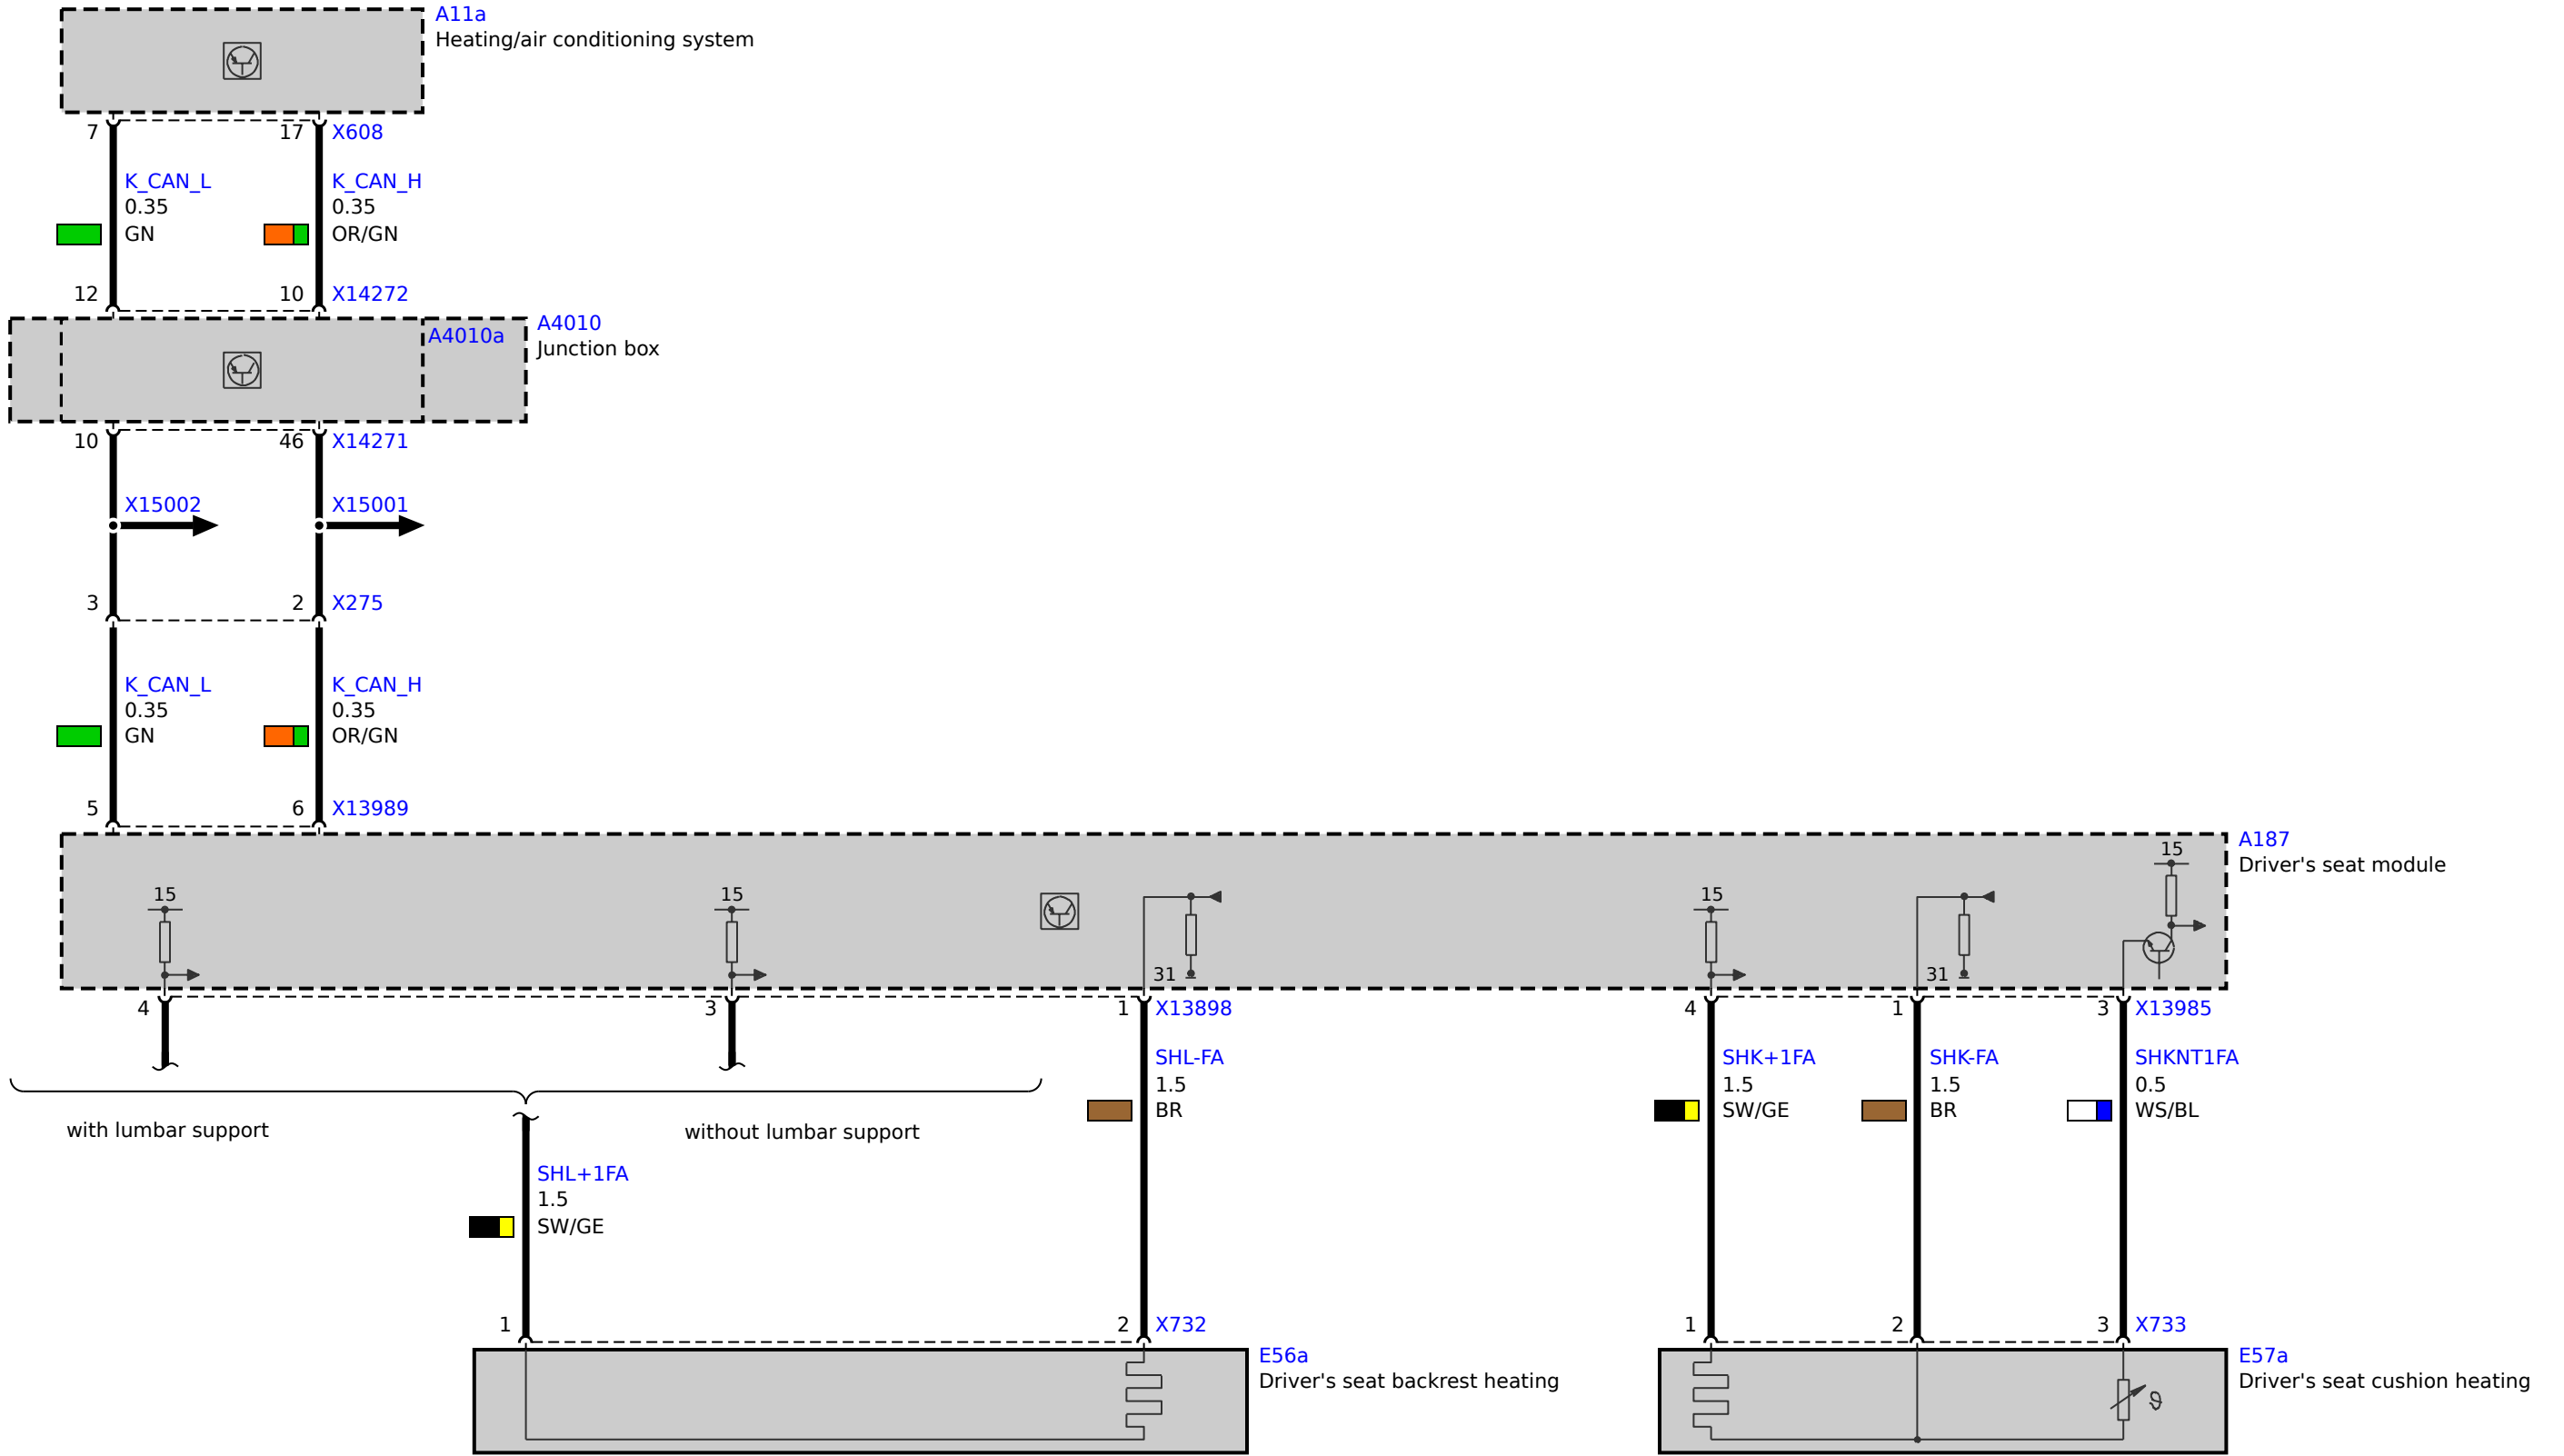 A11a
Heating/air conditioning system
7
17
X608
K_CAN_L
0.35
GN
K_CAN_H
0.35
OR/GN
12
10
X14272
A4010a
A4010
Junction box
10
46
X14271
X15002
X15001
3
2
X275
K_CAN_L
0.35
GN
K_CAN_H
0.35
OR/GN
5
6
X13989
A187
Driver's seat module
15
15
31
15
31
15
4
3
1
X13898
4
1
3
X13985
SHL-FA
1.5
BR
SHK+1FA
1.5
SW/GE
SHK-FA
1.5
BR
SHKNT1FA
0.5
WS/BL
with lumbar support
without lumbar support
SHL+1FA
1.5
SW/GE
1
2
X732
1
2
3
X733
E56a
Driver's seat backrest heating
ϑ
E57a
Driver's seat cushion heating